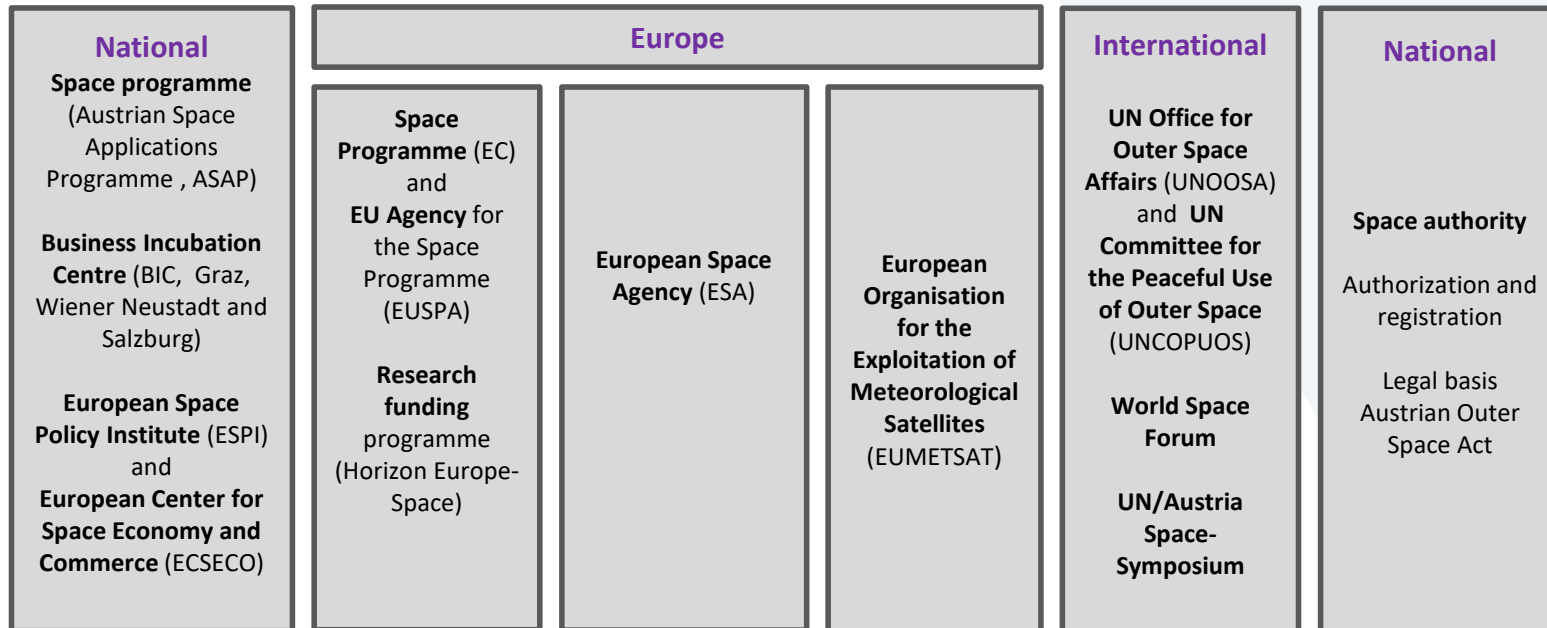 National
Space programme
(Austrian Space
Applications
Programme , ASAP)
Business Incubation
Centre (BIC, Graz,
Wiener Neustadt and
Salzburg)
European Space
Policy Institute (ESPI)
and
European Center for
Space Economy and
Commerce (ECSECO)
Europe
Space
Programme (EC)
and
EU Agency for
the Space
Programme
(EUSPA)
Research
funding
programme
(Horizon Europe-
Space)
European Space
Agency (ESA)
European
Organisation
for the
Exploitation of
Meteorological
Satellites
(EUMETSAT)
International
UN Office for
Outer Space
Affairs (UNOOSA)
and UN
Committee for
the Peaceful Use
of Outer Space
(UNCOPUOS)
World Space
Forum
UN/Austria
Space-
Symposium
National
Space authority
Authorization and
registration
Legal basis
Austrian Outer
Space Act